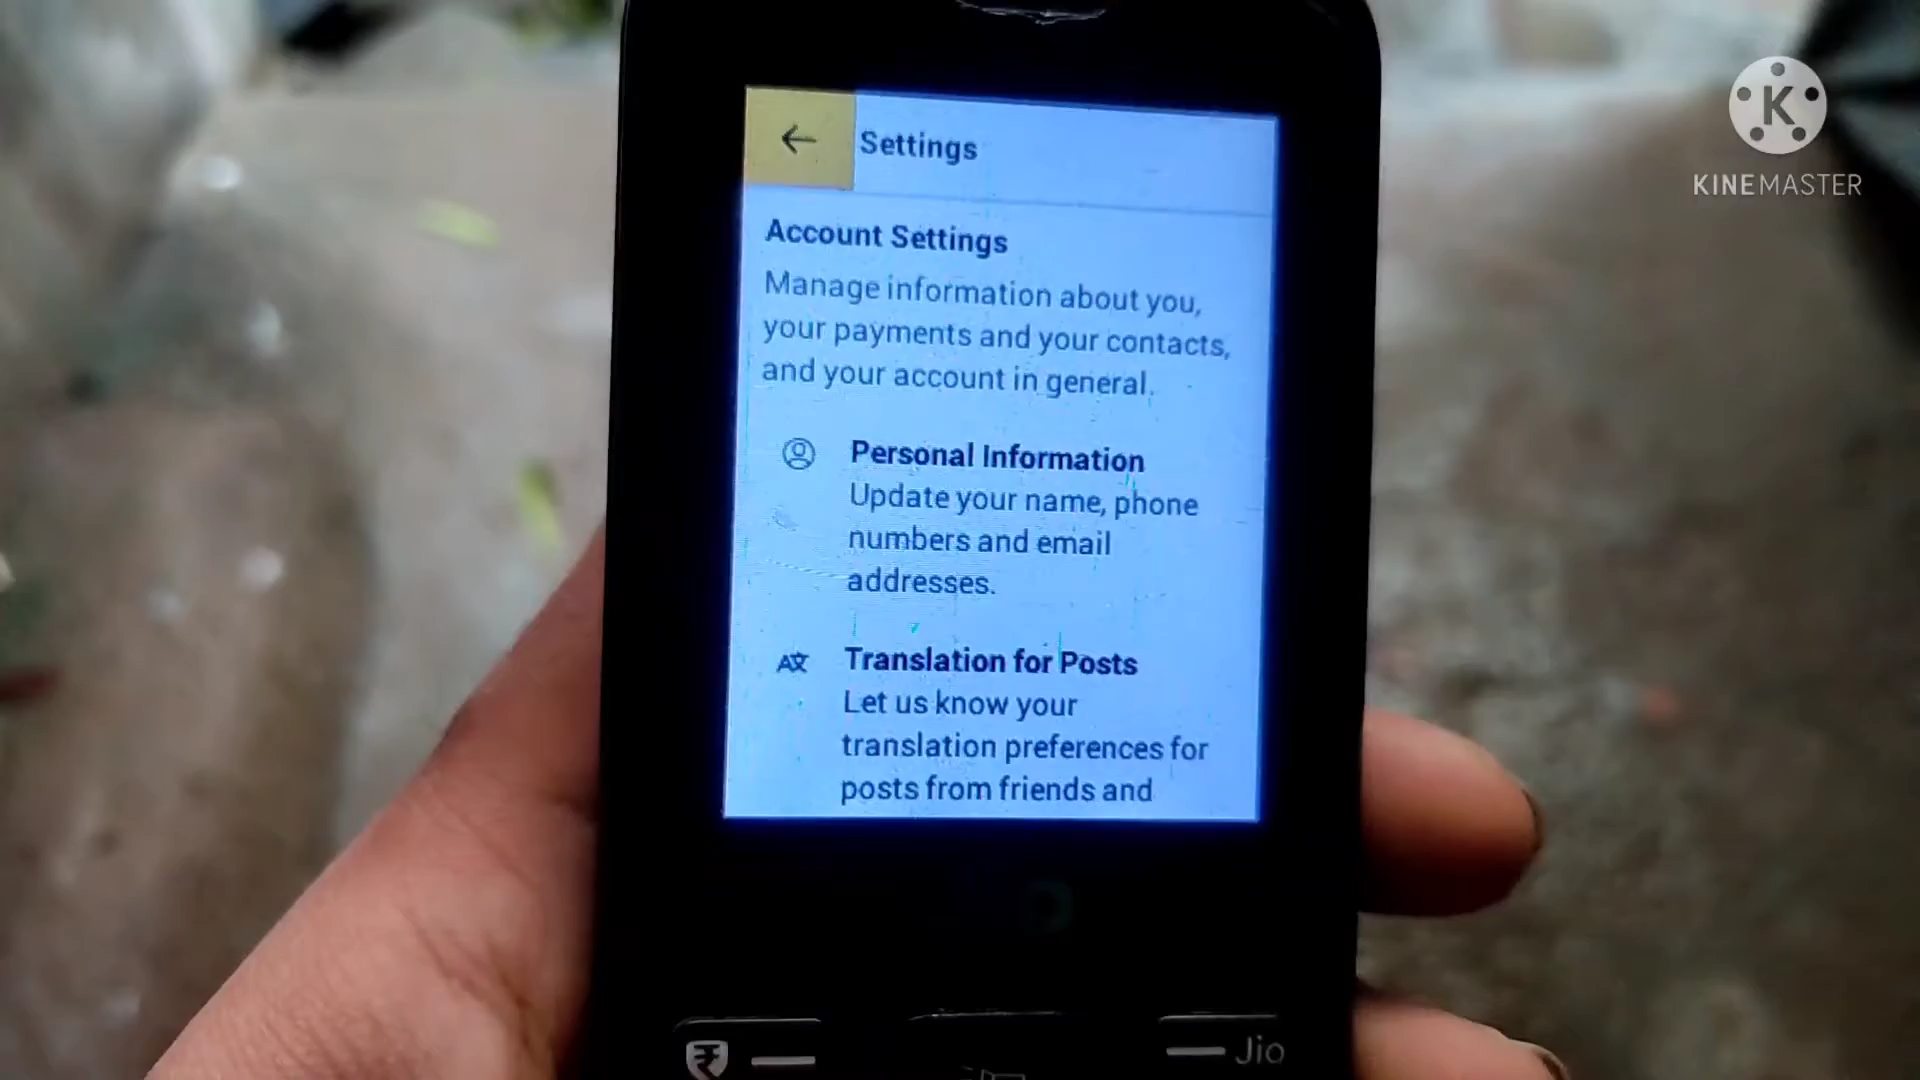 K
KINEMASTER
Settings
Account Settings
Manage information about you,
your payments and your contacts,
and your account in general.
Personal Information
Update your name, phone
numbers and email
addresses.
Translation for Posts
Let us know your
translation preferences for
posts from friends and
Jio